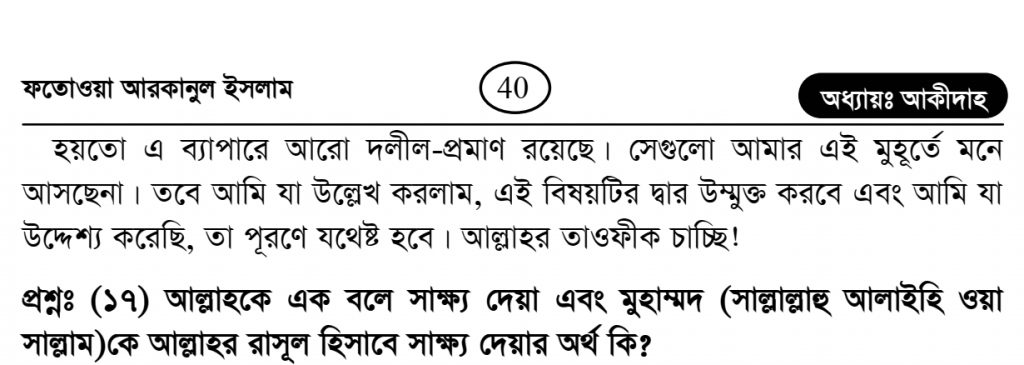 ফতোওয়া আরকানুল ইসলাম
40
অধ্যায়ঃ আকীদাহ
হয়তো এ ব্যাপারে আরো দলীল-প্রমাণ রয়েছে। সেগুলো আমার এই মুহূর্তে মনে
আসছেনা। তবে আমি যা উল্লেখ করলাম, এই বিষয়টির দ্বার উম্মুক্ত করবে এবং আমি যা
উদ্দেশ্য করেছি, তা পূরণে যথেষ্ট হবে। আল্লাহর তাওফীক চাচ্ছি!
প্রশ্নঃ (১৭) আল্লাহকে এক বলে সাক্ষ্য দেয়া এবং মুহাম্মদ (সাল্লাল্লাহু আলাইহি ওয়া
সাল্লাম)কে আল্লাহর রাসূল হিসাবে সাক্ষ্য দেয়ার অর্থ কি?